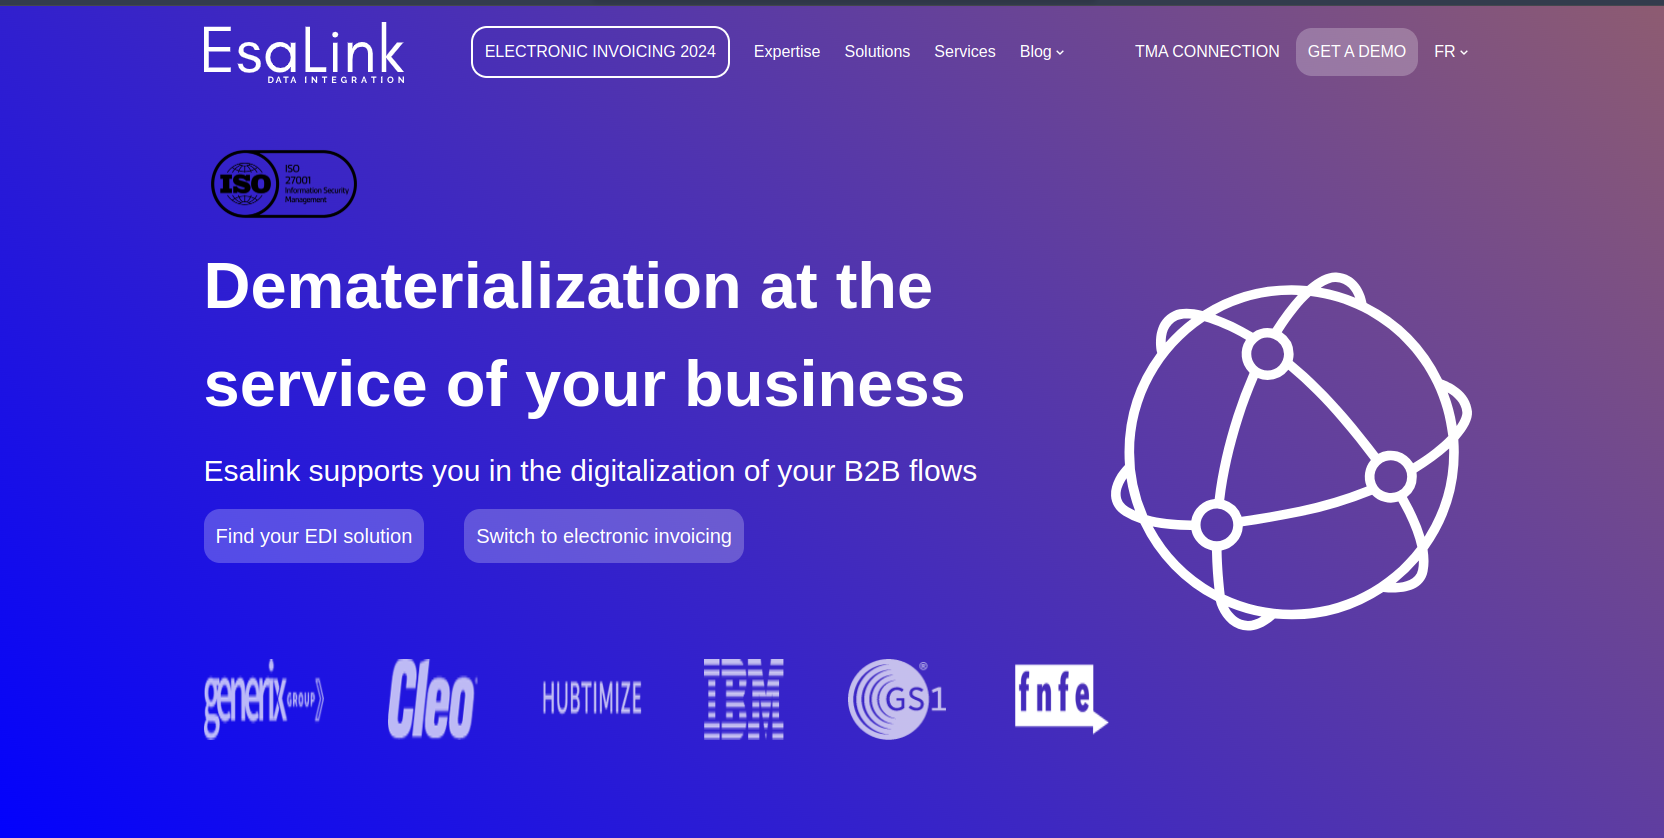 EsaLink
DATA INTEGRATION
ELECTRONIC INVOICING 2024
Expertise
Solutions
Services
Blog
TMA CONNECTION
GET A DEMO
FR
ISO
ISO
27001
Information Security
Management
Dematerialization at the
service of your business
Esalink supports you in the digitalization of your B2B flows
Find your EDI solution
Switch to electronic invoicing
generix GROUP
Cleo
HUBTIMIZE
IBM
GS1®
fnfe